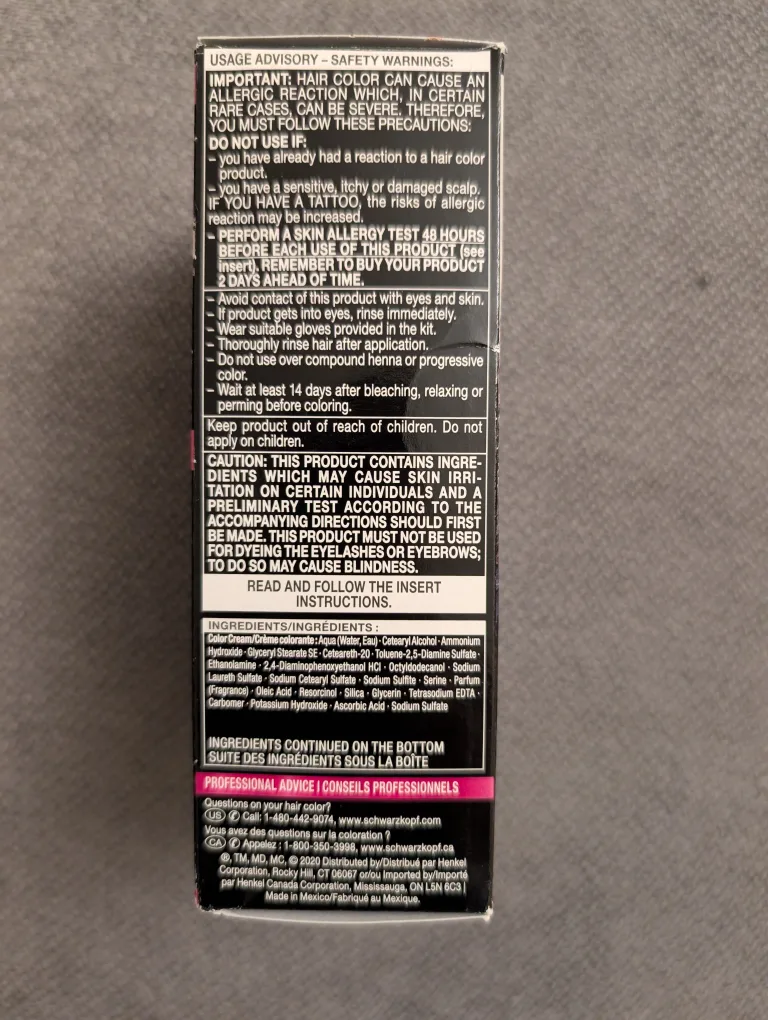 USAGE ADVISORY – SAFETY WARNINGS:
IMPORTANT: HAIR COLOR CAN CAUSE AN
ALLERGIC REACTION WHICH, IN CERTAIN
RARE CASES, CAN BE SEVERE. THEREFORE,
YOU MUST FOLLOW THESE PRECAUTIONS:
DO NOT USE IF:
– you have already had a reaction to a hair color
product.
– you have a sensitive, itchy or damaged scalp.
IF YOU HAVE A TATTOO, the risks of allergic
reaction may be increased.
– PERFORM A SKIN ALLERGY TEST 48 HOURS
BEFORE EACH USE OF THIS PRODUCT (see
insert). REMEMBER TO BUY YOUR PRODUCT
2 DAYS AHEAD OF TIME.
– Avoid contact of this product with eyes and skin.
– If product gets into eyes, rinse immediately.
– Wear suitable gloves provided in the kit.
– Thoroughly rinse hair after application.
– Do not use over compound henna or progressive
color.
– Wait at least 14 days after bleaching, relaxing or
perming before coloring.
Keep product out of reach of children. Do not
apply on children.
CAUTION: THIS PRODUCT CONTAINS INGRE-
DIENTS WHICH MAY CAUSE SKIN IRRI-
TATION ON CERTAIN INDIVIDUALS AND A
PRELIMINARY TEST ACCORDING TO THE
ACCOMPANYING DIRECTIONS SHOULD FIRST
BE MADE. THIS PRODUCT MUST NOT BE USED
FOR DYEING THE EYELASHES OR EYEBROWS;
TO DO SO MAY CAUSE BLINDNESS.
READ AND FOLLOW THE INSERT
INSTRUCTIONS.
INGREDIENTS/INGRÉDIENTS :
Color Cream/Crème colorante : Aqua (Water, Eau) · Cetearyl Alcohol · Ammonium
Hydroxide · Glyceryl Stearate SE · Ceteareth-20 · Toluene-2,5-Diamine Sulfate ·
Ethanolamine · 2,4-Diaminophenoxyethanol HCl · Octyldodecanol · Sodium
Laureth Sulfate · Sodium Cetearyl Sulfate · Sodium Sulfite · Serine · Parfum
(Fragrance) · Oleic Acid · Resorcinol · Silica · Glycerin · Tetrasodium EDTA ·
Carbomer · Potassium Hydroxide · Ascorbic Acid · Sodium Sulfate
INGREDIENTS CONTINUED ON THE BOTTOM
SUITE DES INGRÉDIENTS SOUS LA BOÎTE
PROFESSIONAL ADVICE | CONSEILS PROFESSIONNELS
Questions on your hair color?
US ✆ Call: 1-480-442-9074, www.schwarzkopf.com
Vous avez des questions sur la coloration ?
CA ✆ Appelez : 1-800-350-3998, www.schwarzkopf.ca
®, TM, MD, MC, © 2020 Distributed by/Distribué par Henkel
Corporation, Rocky Hill, CT 06067 or/ou Imported by/Importé
par Henkel Canada Corporation, Mississauga, ON L5N 6C3 |
Made in Mexico/Fabriqué au Mexique.